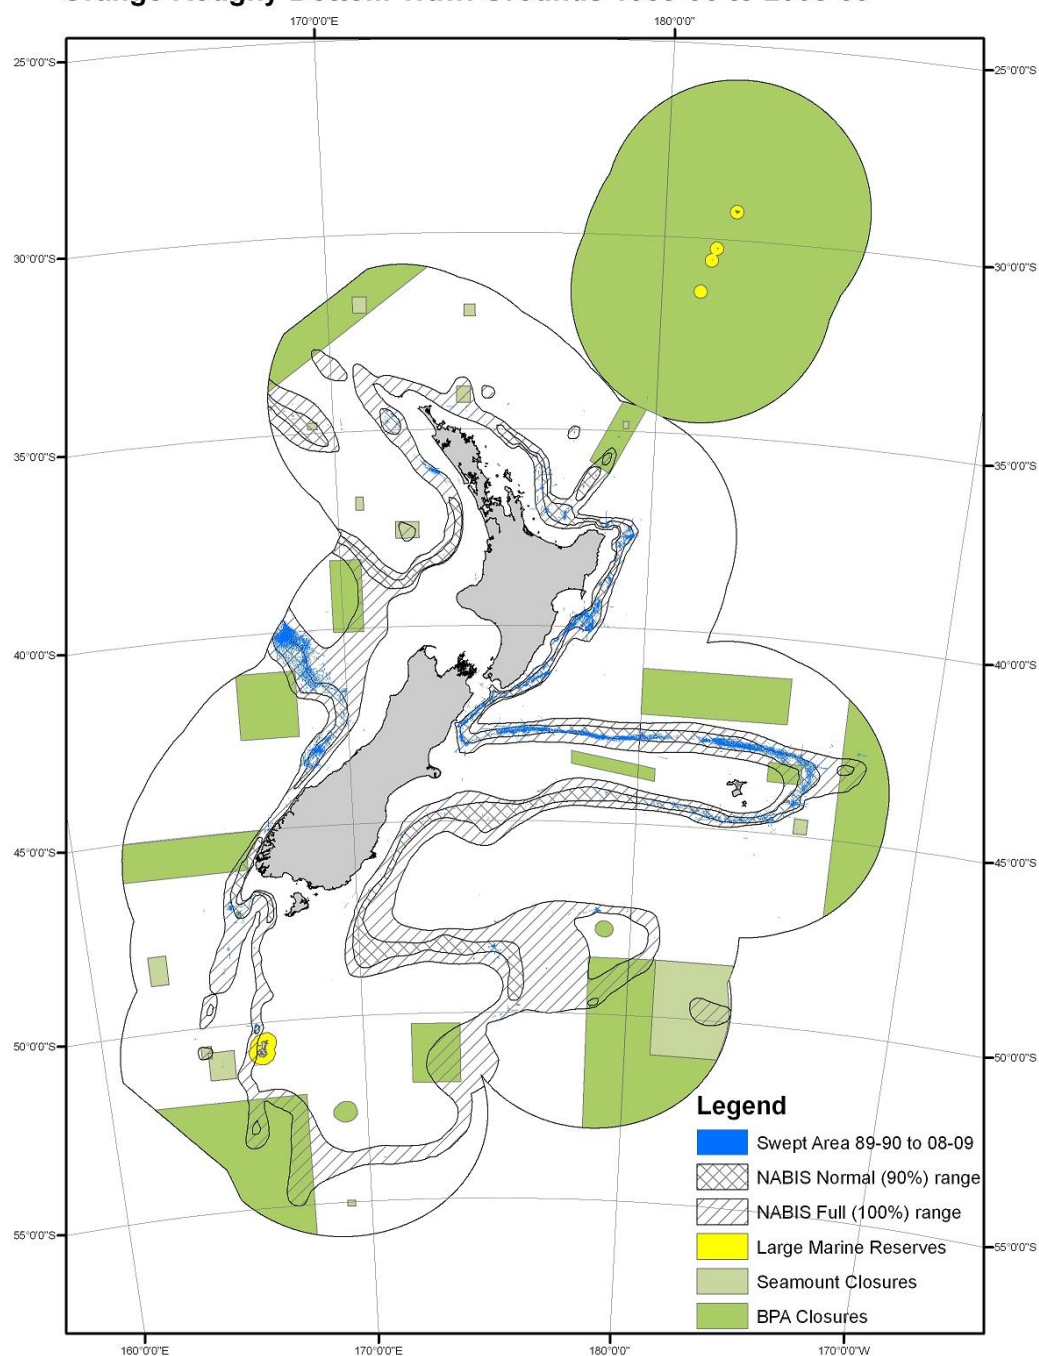 170°0'0"E
180°0'0"
25°0'0"S
25°0'0"S
30°0'0"S
30°0'0"S
35°0'0"S
35°0'0"S
40°0'0"S
40°0'0"S
45°0'0"S
45°0'0"S
50°0'0"S
50°0'0"S
Legend
Swept Area 89-90 to 08-09
NABIS Normal (90%) range
NABIS Full (100%) range
Large Marine Reserves
55°0'0"S
55°0'0"S
Seamount Closures
BPA Closures
160°0'0"E
170°0'0"E
180°0'0"
170°0'0"W